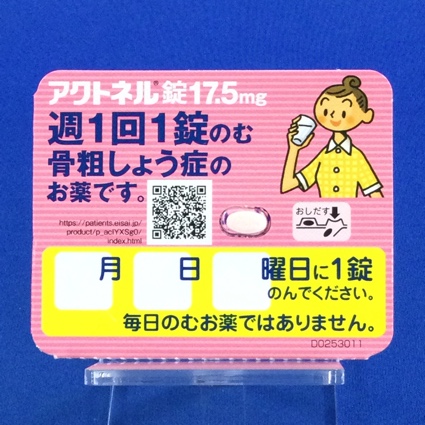 アクトネル®錠17.5mg
週1回1錠のむ
骨粗しょう症の
お薬です。
https://patients.eisai.jp/
product/p_aclYXSg0/
index.html
おしだす
月 日 曜日に1錠
のんでください。
毎日のむお薬ではありません。
D0253011